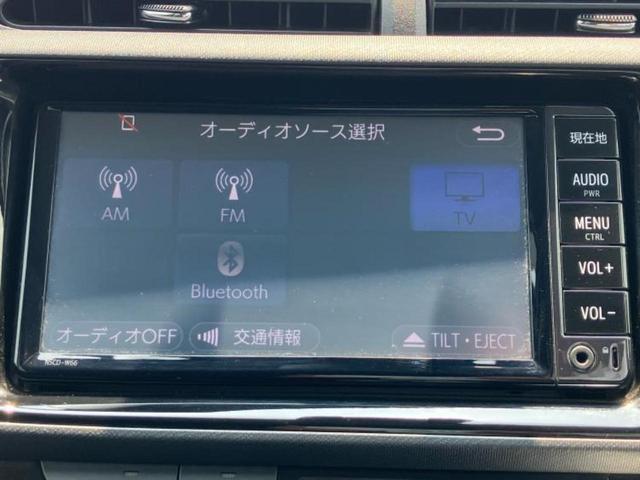 オーディオソース選択
現在地
AM
FM
TV
AUDIO
PWR
MENU
CTRL
Bluetooth
VOL+
VOL-
オーディオOFF
交通情報
TILT・EJECT
NSCD-W66